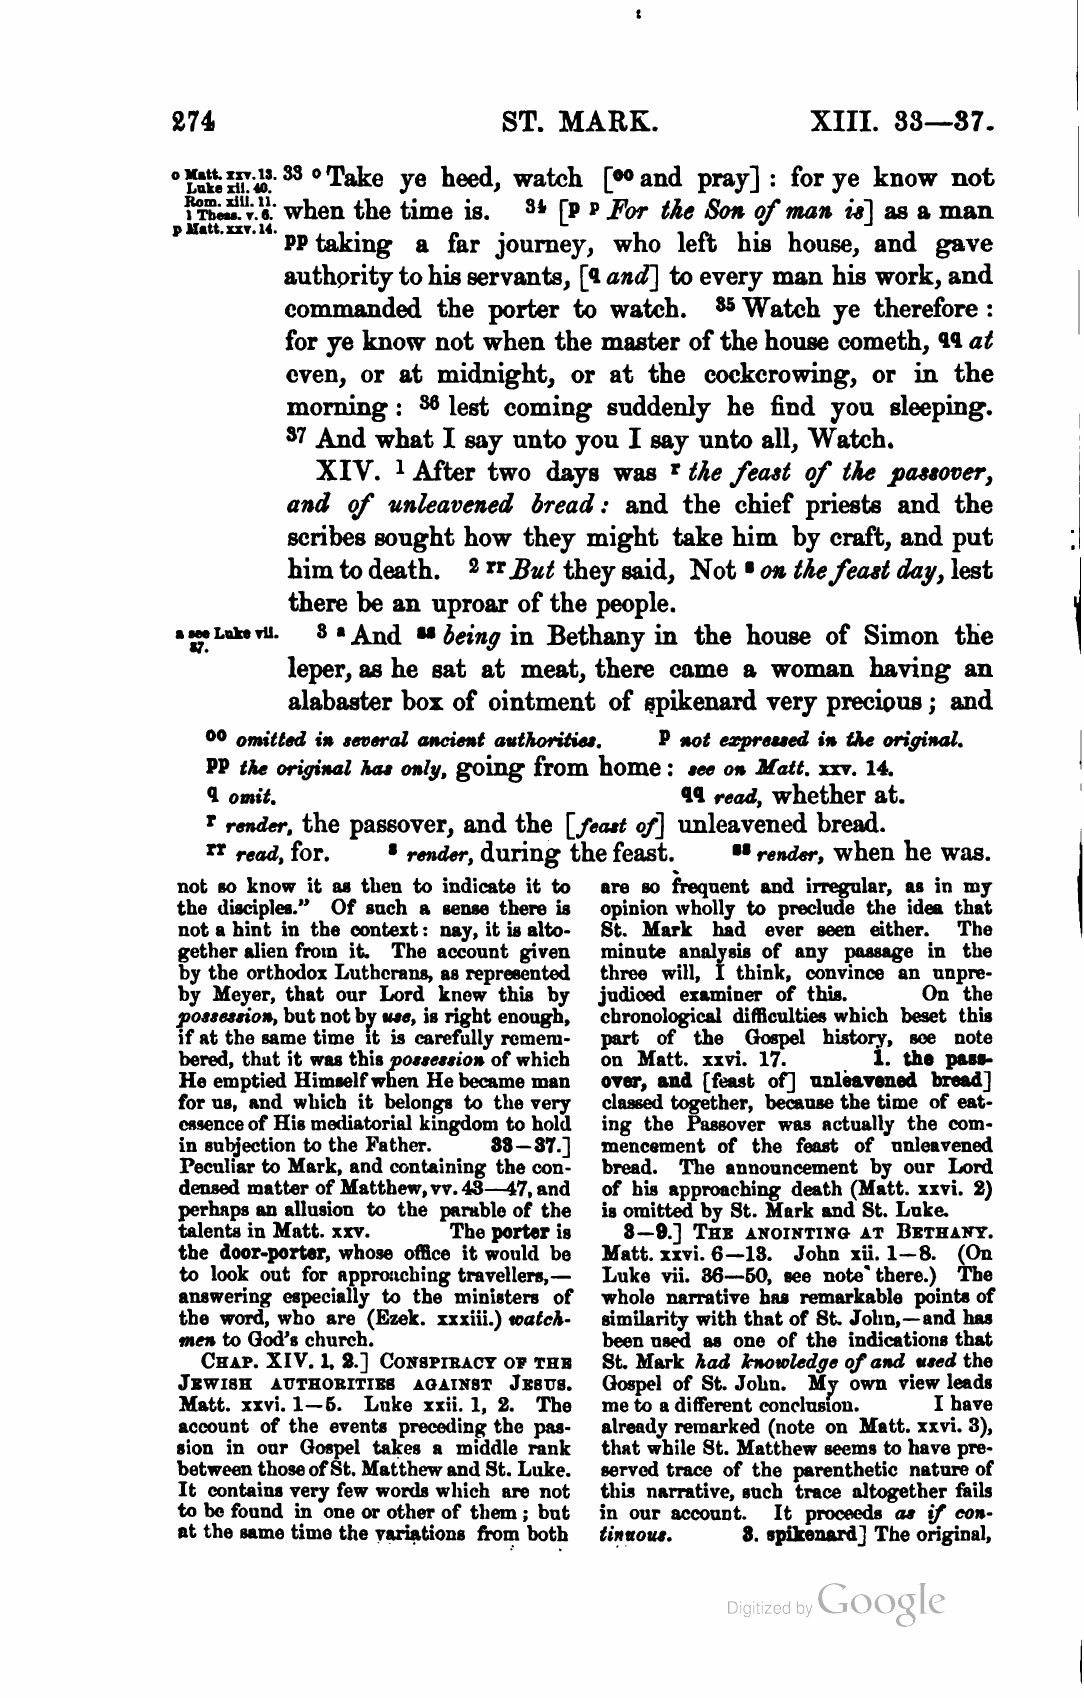 274 ST. MARK. XIII. 33—37.
o Matt. xxv. 13.
Luke xii. 40.
Rom. xiii. 11.
1 Thess. v. 6.
p Matt. xxv. 14.
33 o Take ye heed, watch [oo and pray] : for ye know not
when the time is. 34 [p p For the Son of man is] as a man
pp taking a far journey, who left his house, and gave
authority to his servants, [q and] to every man his work, and
commanded the porter to watch. 35 Watch ye therefore :
for ye know not when the master of the house cometh, qq at
even, or at midnight, or at the cockcrowing, or in the
morning : 36 lest coming suddenly he find you sleeping.
37 And what I say unto you I say unto all, Watch.
XIV. 1 After two days was r the feast of the passover,
and of unleavened bread : and the chief priests and the
scribes sought how they might take him by craft, and put
him to death. 2 rr But they said, Not s on the feast day, lest
there be an uproar of the people.
a see Luke vii.
37.
3 a And ss being in Bethany in the house of Simon the
leper, as he sat at meat, there came a woman having an
alabaster box of ointment of spikenard very precious ; and
oo omitted in several ancient authorities. p not expressed in the original.
pp the original has only, going from home : see on Matt. xxv. 14.
q omit. qq read, whether at.
r render, the passover, and the [feast of] unleavened bread.
rr read, for. s render, during the feast. ss render, when he was.
not so know it as then to indicate it to
the disciples.” Of such a sense there is
not a hint in the context : nay, it is alto-
gether alien from it. The account given
by the orthodox Lutherans, as represented
by Meyer, that our Lord knew this by
possession, but not by use, is right enough,
if at the same time it is carefully remem-
bered, that it was this possession of which
He emptied Himself when He became man
for us, and which it belongs to the very
essence of His mediatorial kingdom to hold
in subjection to the Father. 33–37.]
Peculiar to Mark, and containing the con-
densed matter of Matthew, vv. 43—47, and
perhaps an allusion to the parable of the
talents in Matt. xxv. The porter is
the door-porter, whose office it would be
to look out for approaching travellers,—
answering especially to the ministers of
the word, who are (Ezek. xxxiii.) watch-
men to God’s church.
CHAP. XIV. 1, 2.] CONSPIRACY OF THE
JEWISH AUTHORITIES AGAINST JESUS.
Matt. xxvi. 1–5. Luke xxii. 1, 2. The
account of the events preceding the pas-
sion in our Gospel takes a middle rank
between those of St. Matthew and St. Luke.
It contains very few words which are not
to be found in one or other of them ; but
at the same time the variations from both
are so frequent and irregular, as in my
opinion wholly to preclude the idea that
St. Mark had ever seen either. The
minute analysis of any passage in the
three will, I think, convince an unpre-
judiced examiner of this. On the
chronological difficulties which beset this
part of the Gospel history, see note
on Matt. xxvi. 17. 1. the pass-
over, and [feast of] unleavened bread]
classed together, because the time of eat-
ing the Passover was actually the com-
mencement of the feast of unleavened
bread. The announcement by our Lord
of his approaching death (Matt. xxvi. 2)
is omitted by St. Mark and St. Luke.
3–9.] THE ANOINTING AT BETHANY.
Matt. xxvi. 6–13. John xii. 1–8. (On
Luke vii. 36–50, see note there.) The
whole narrative has remarkable points of
similarity with that of St. John,—and has
been used as one of the indications that
St. Mark had knowledge of and used the
Gospel of St. John. My own view leads
me to a different conclusion. I have
already remarked (note on Matt. xxvi. 3),
that while St. Matthew seems to have pre-
served trace of the parenthetic nature of
this narrative, such trace altogether fails
in our account. It proceeds as if con-
tinuous. 3. spikenard] The original,
Digitized by Google